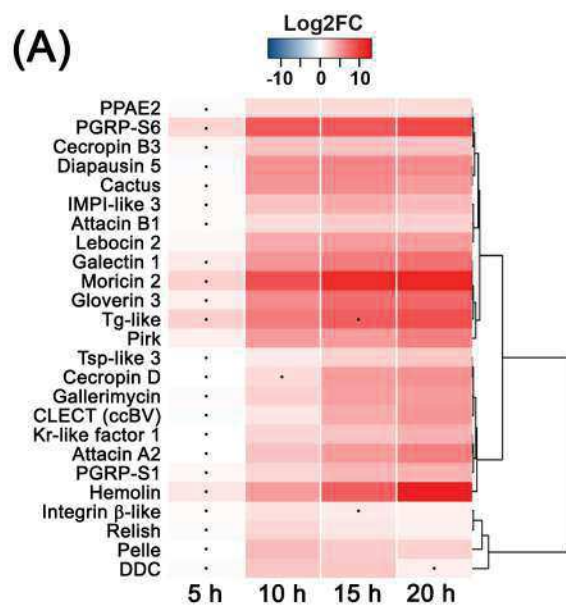 (A)
Log2FC
-10 0 10
PPAE2
PGRP-S6
Cecropin B3
Diapausin 5
Cactus
IMPI-like 3
Attacin B1
Lebocin 2
Galectin 1
Moricin 2
Gloverin 3
Tg-like
Pirk
Tsp-like 3
Cecropin D
Gallerimycin
CLECT (ccBV)
Kr-like factor 1
Attacin A2
PGRP-S1
Hemolin
Integrin β-like
Relish
Pelle
DDC
5 h 10 h 15 h 20 h